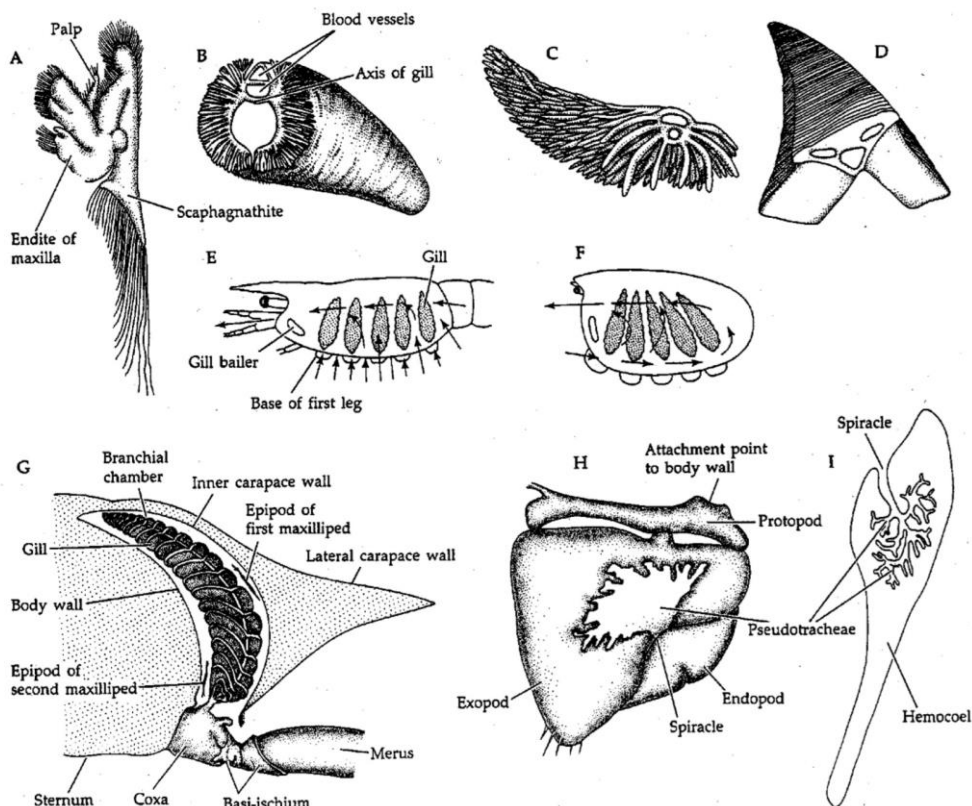 A
Palp
Endite of
maxilla
Scaphagnathite
B
Blood vessels
Axis of gill
C
D
E
Gill
Gill bailer
Base of first leg
F
G
Branchial
chamber
Inner carapace wall
Epipod of
first maxilliped
Lateral carapace wall
Gill
Body wall
Epipod of
second maxilliped
Sternum
Coxa
Basi-ischium
Merus
H
Attachment point
to body wall
Protopod
Pseudotracheae
Exopod
Spiracle
Endopod
I
Spiracle
Hemocoel